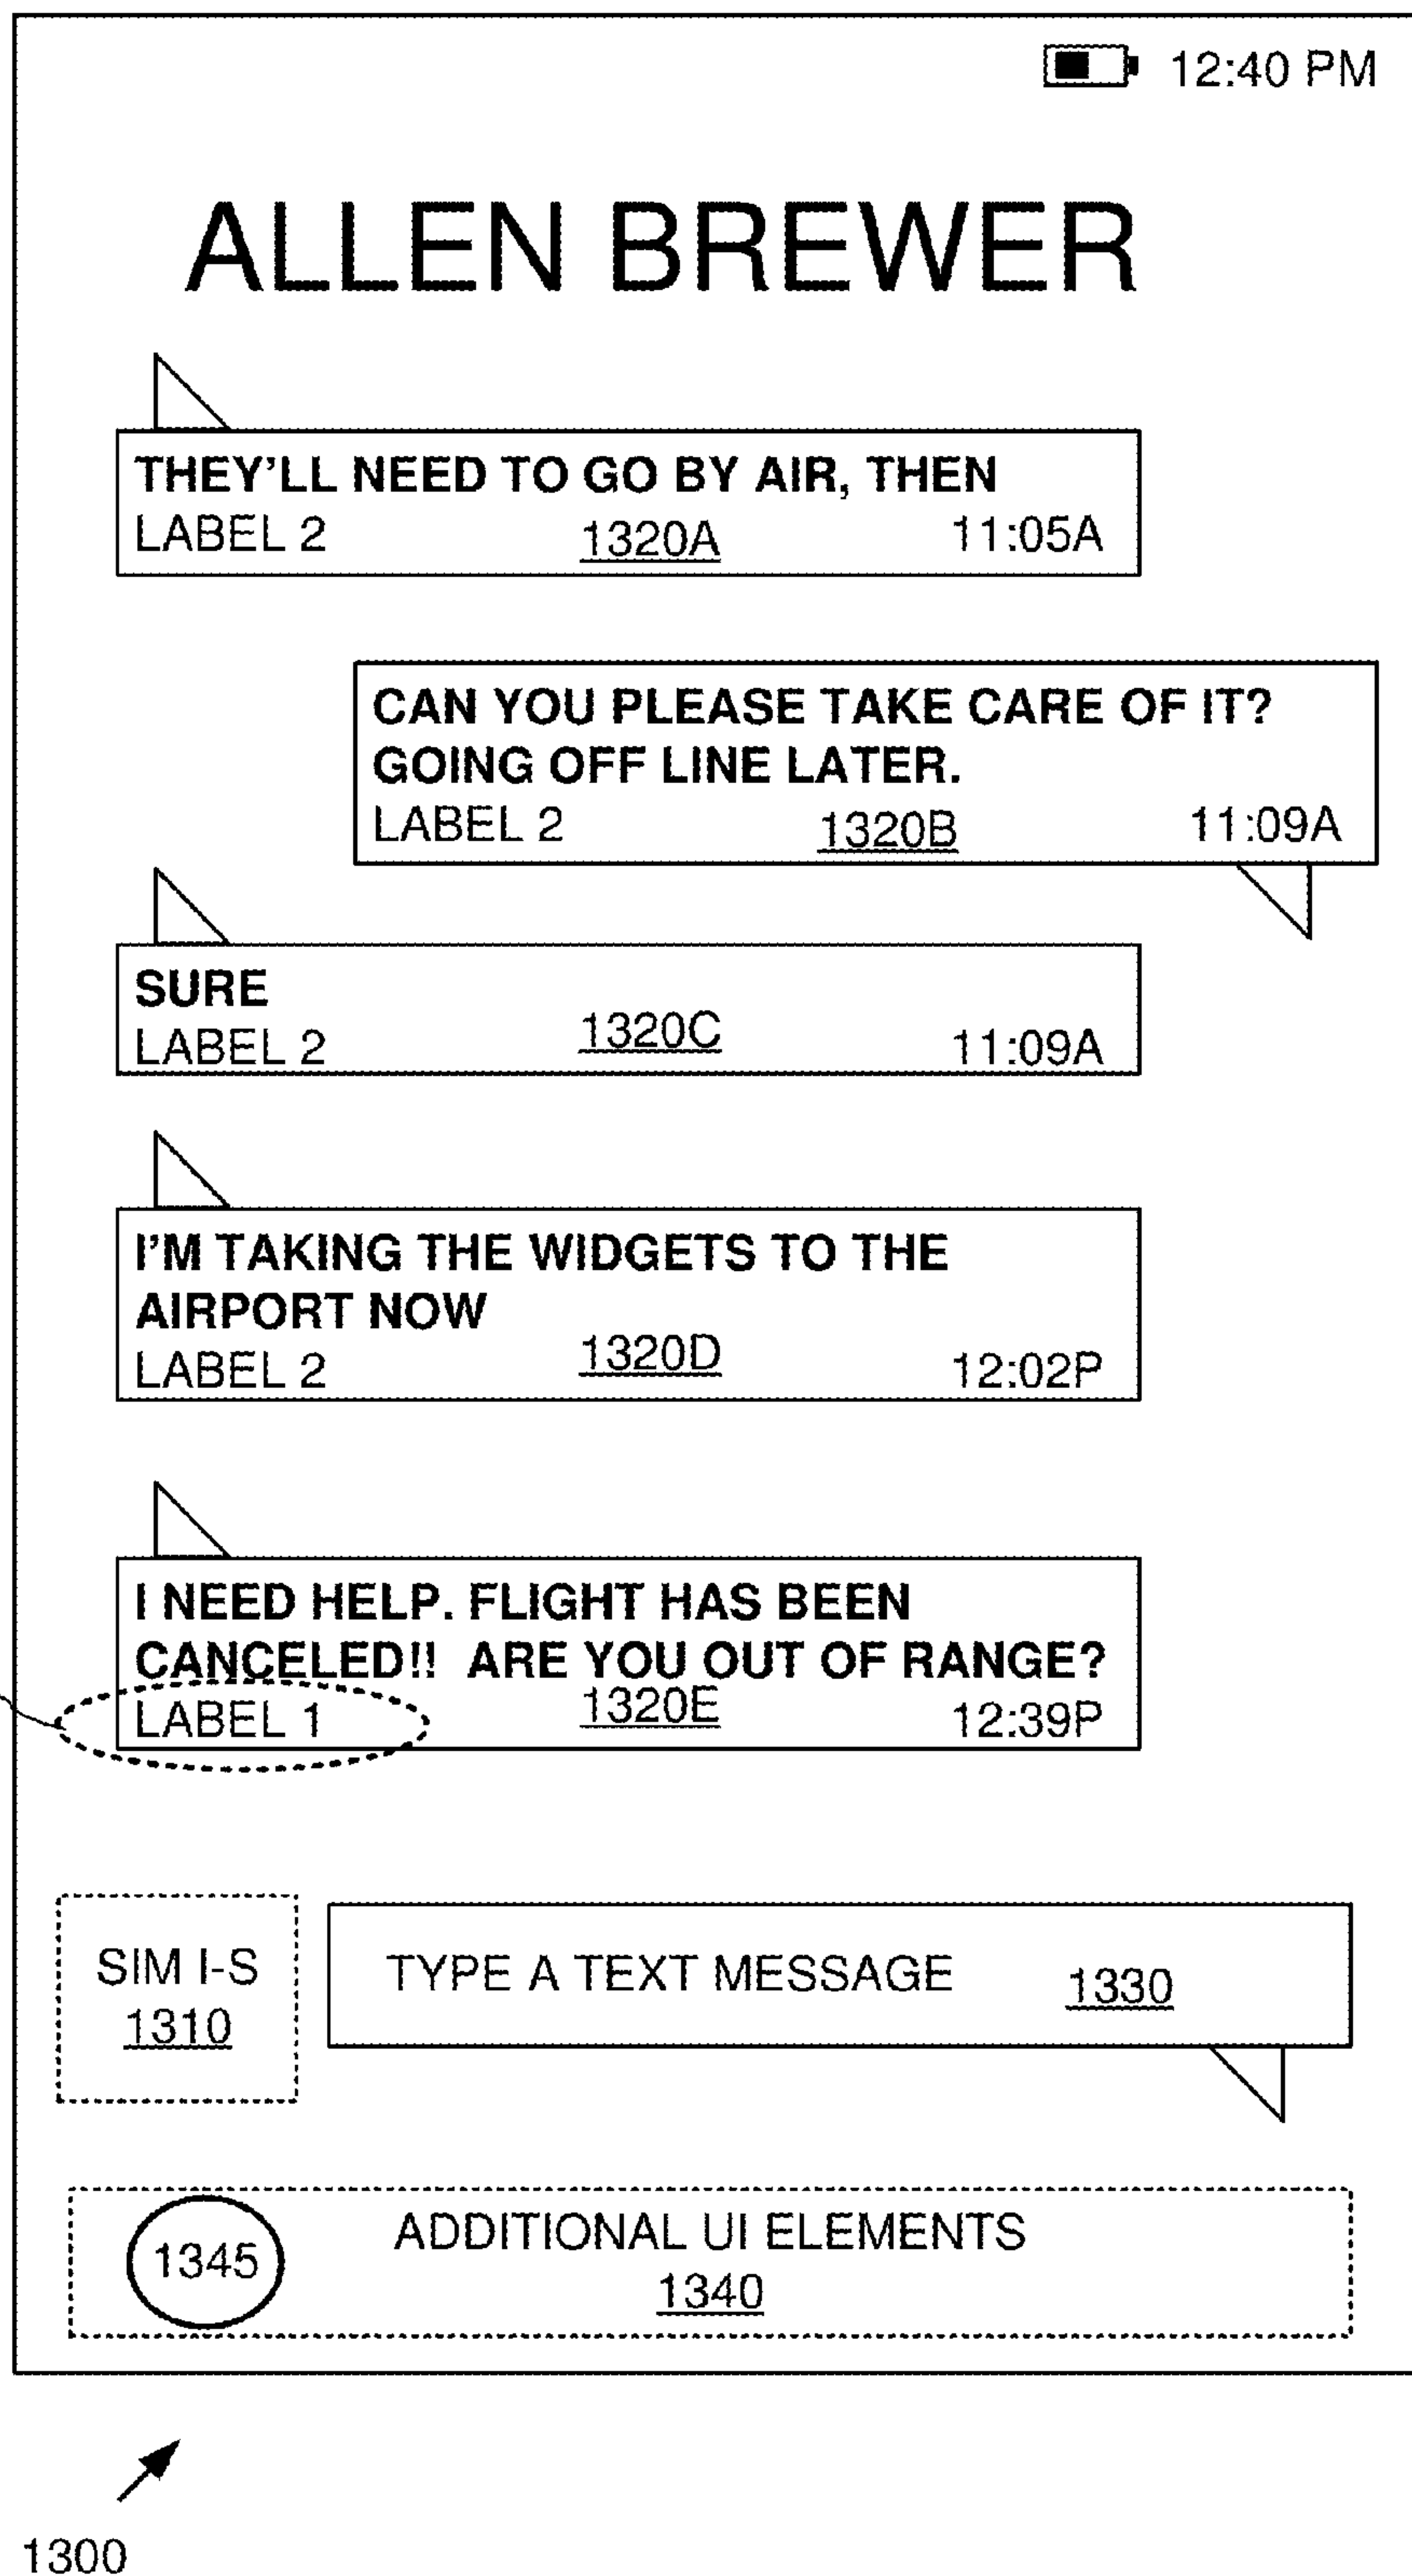 12:40 PM
ALLEN BREWER
THEY'LL NEED TO GO BY AIR, THEN
LABEL 2 1320A 11:05A
CAN YOU PLEASE TAKE CARE OF IT?
GOING OFF LINE LATER.
LABEL 2 1320B 11:09A
SURE
LABEL 2 1320C 11:09A
I'M TAKING THE WIDGETS TO THE
AIRPORT NOW
LABEL 2 1320D 12:02P
I NEED HELP. FLIGHT HAS BEEN
CANCELED!! ARE YOU OUT OF RANGE?
LABEL 1 1320E 12:39P
SIM I-S
1310
TYPE A TEXT MESSAGE 1330
1345
ADDITIONAL UI ELEMENTS
1340
1300